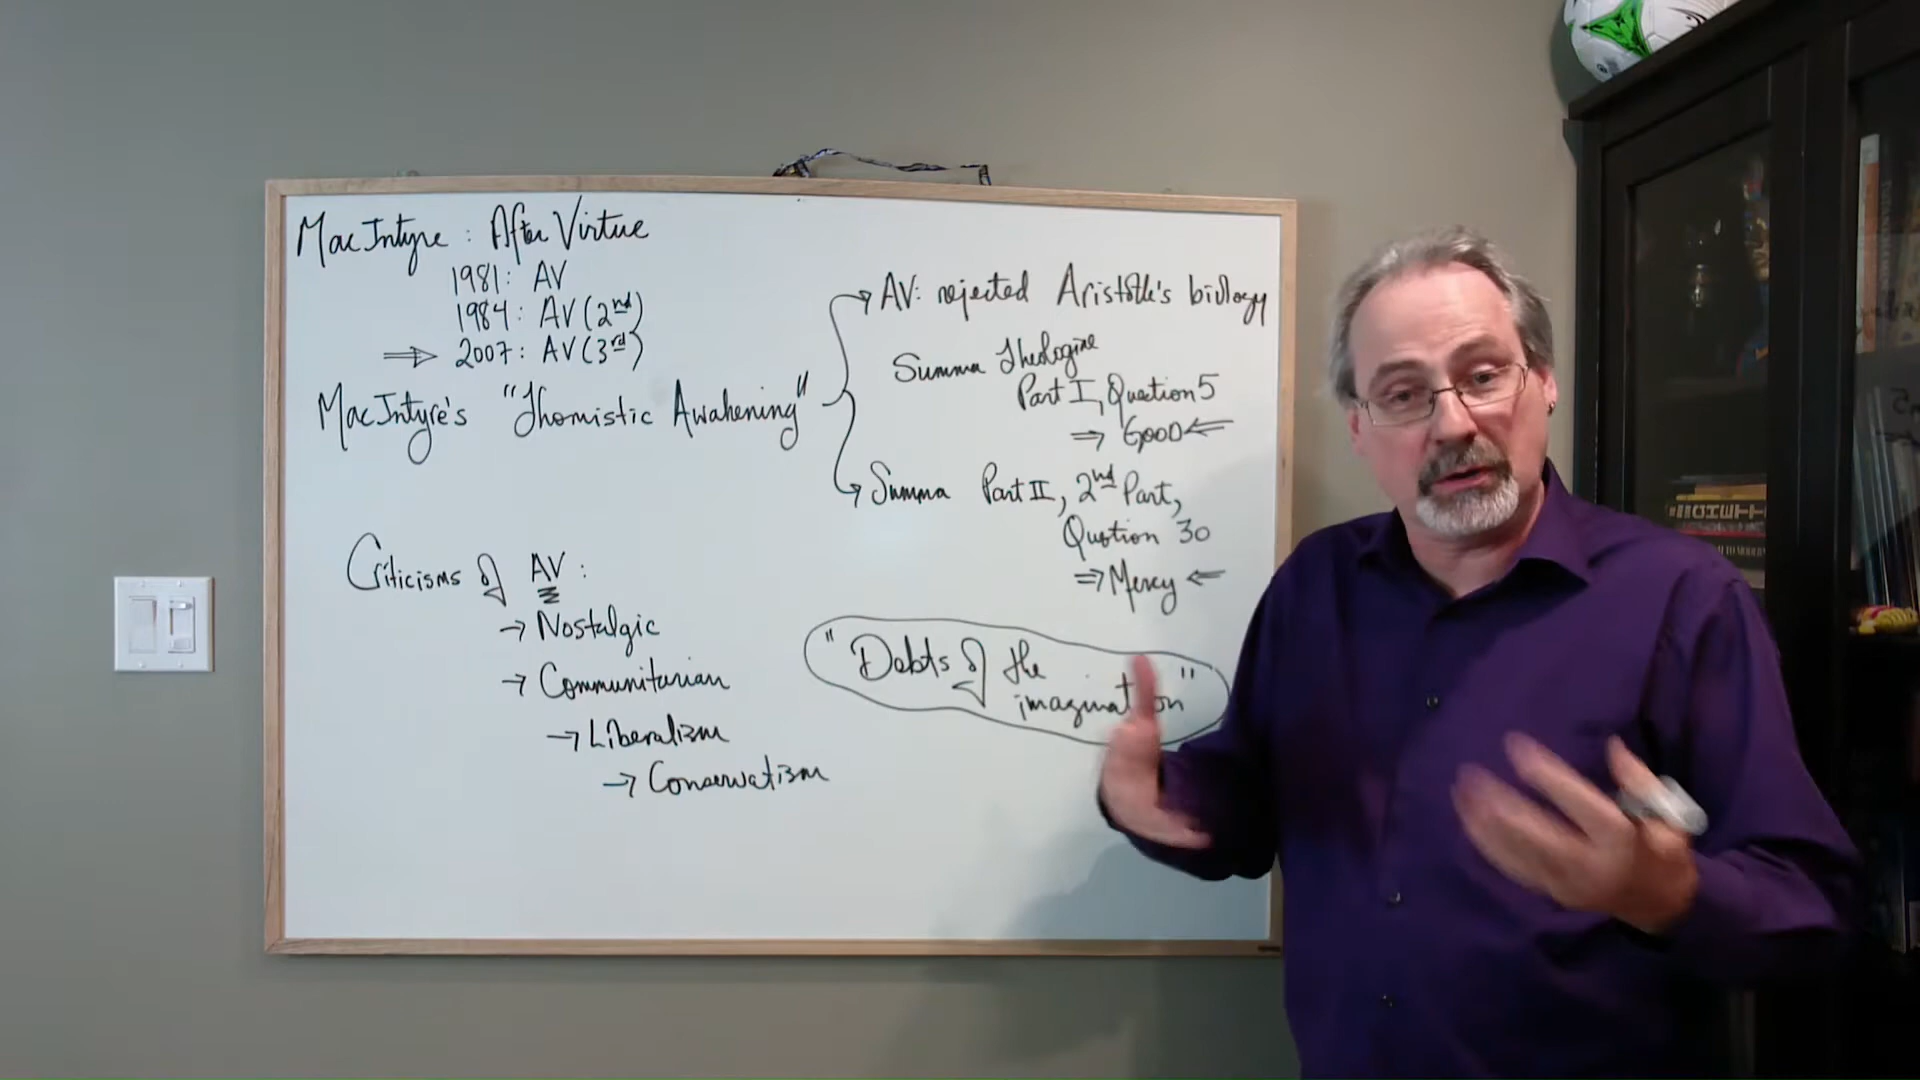 MacIntyre : After Virtue
1981: AV
1984: AV (2nd)
⇒ 2007: AV (3rd)
MacIntyre's "Thomistic Awakening"
→ AV: rejected Aristotle's biology
Summa Theologiae
Part I, Question 5
⇒ GOOD ⇐
→ Summa Part II, 2nd Part,
Question 30
⇒ Mercy ⇐
Criticisms of AV :
→ Nostalgic
→ Communitarian
→ Liberalism
→ Conservatism
"Debts of the
imagination"